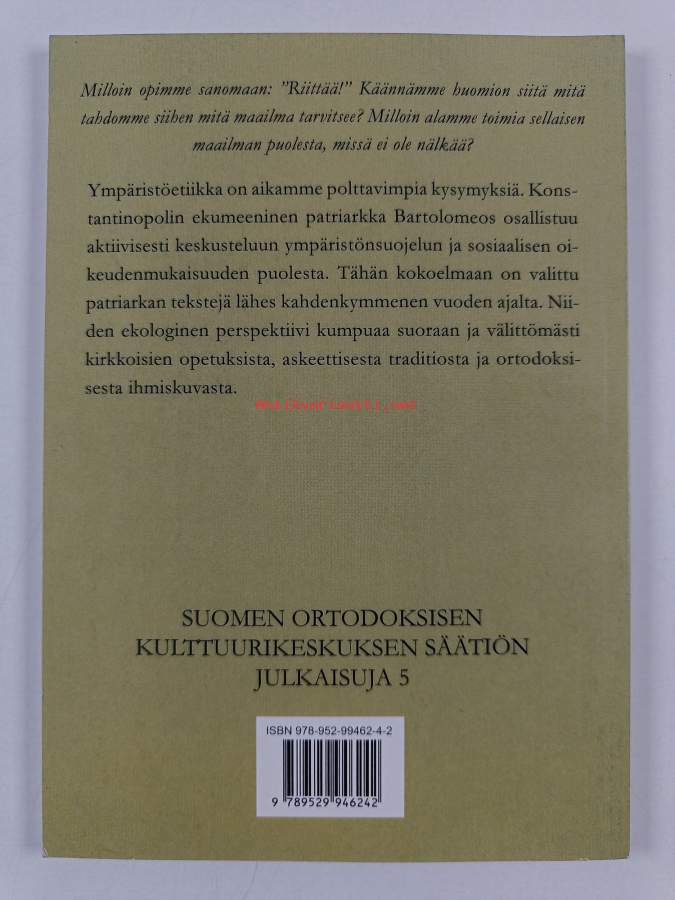 Milloin opimme sanomaan: ”Riittää!” Käännämme huomion siitä mitä
tahdomme siihen mitä maailma tarvitsee? Milloin alamme toimia sellaisen
maailman puolesta, missä ei ole nälkää?
Ympäristöetiikka on aikamme polttavimpia kysymyksiä. Kons-
tantinopolin ekumeeninen patriarkka Bartolomeos osallistuu
aktiivisesti keskusteluun ympäristönsuojelun ja sosiaalisen oi-
keudenmukaisuuden puolesta. Tähän kokoelmaan on valittu
patriarkan tekstejä lähes kahdenkymmenen vuoden ajalta. Nii-
den ekologinen perspektiivi kumpuaa suoraan ja välittömästi
kirkkoisien opetuksista, askeettisesta traditiosta ja ortodoksi-
sesta ihmiskuvasta.
Antikvariaatti.net
SUOMEN ORTODOKSISEN
KULTTUURIKESKUKSEN SÄÄTIÖN
JULKAISUJA 5
ISBN 978-952-99462-4-2
9 789529 946242